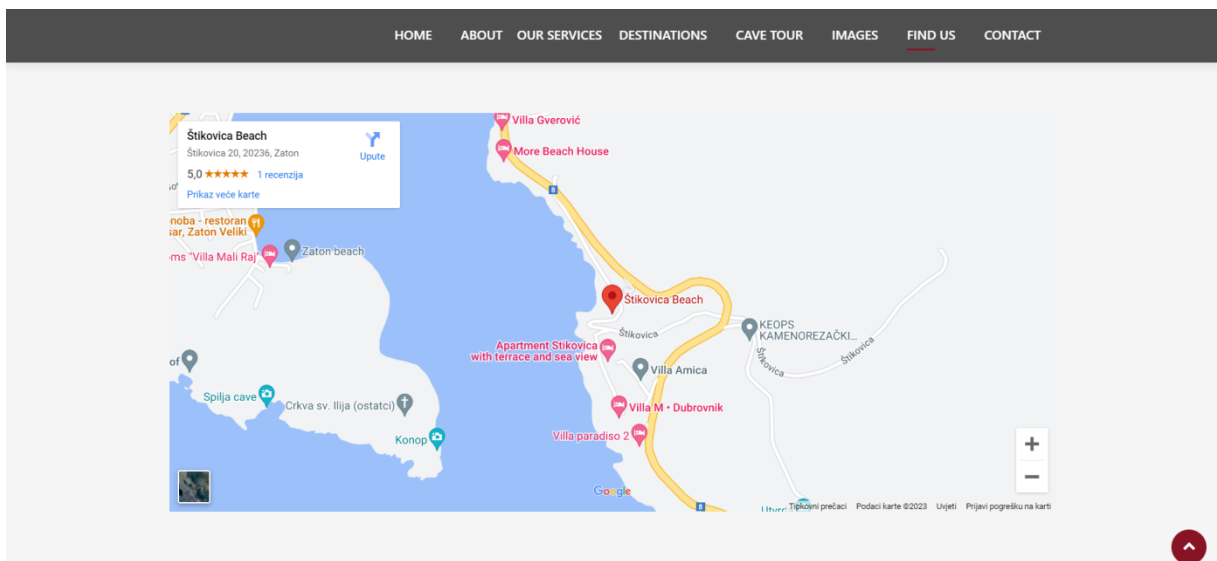 HOME ABOUT OUR SERVICES DESTINATIONS CAVE TOUR IMAGES FIND US CONTACT
Štikovica Beach
Štikovica 20, 20236, Zaton
Upute
5,0 1 recenzija
Prikaz veće karte
Villa Gverović
More Beach House
8
noba - restoran
sar, Zaton Veliki
ms "Villa Mali Raj"
Zaton beach
Štikovica Beach
Štikovica
KEOPS
KAMENOREZAČKI...
Štikovica
Štikovica
Apartment Stikovica
with terrace and sea view
Villa Amica
of
Spilja cave
Crkva sv. Ilija (ostatci)
Villa M • Dubrovnik
Konop
Villa paradiso 2
Google
8
Tipkovni prečaci Podaci karte ©2023 Uvjeti Prijavi pogrešku na karti